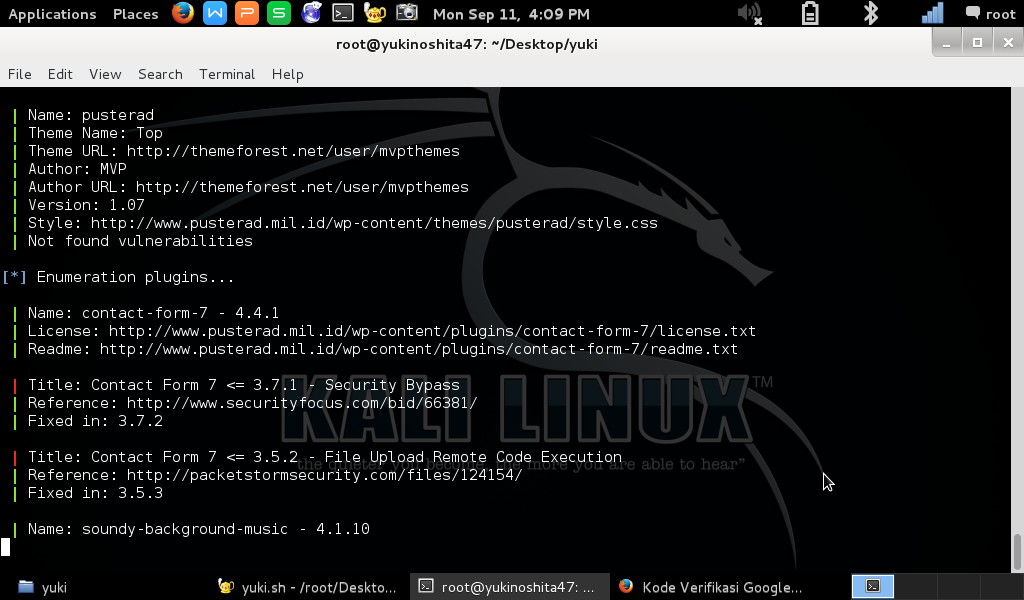 Applications Places Mon Sep 11, 4:09 PM root
root@yukinoshita47: ~/Desktop/yuki
File Edit View Search Terminal Help
| Name: pusterad
| Theme Name: Top
| Theme URL: http://themeforest.net/user/mvpthemes
| Author: MVP
| Author URL: http://themeforest.net/user/mvpthemes
| Version: 1.07
| Style: http://www.pusterad.mil.id/wp-content/themes/pusterad/style.css
| Not found vulnerabilities
[*] Enumeration plugins...
| Name: contact-form-7 - 4.4.1
| License: http://www.pusterad.mil.id/wp-content/plugins/contact-form-7/license.txt
| Readme: http://www.pusterad.mil.id/wp-content/plugins/contact-form-7/readme.txt
| Title: Contact Form 7 <= 3.7.1 - Security Bypass
| Reference: http://www.securityfocus.com/bid/66381/
| Fixed in: 3.7.2
| Title: Contact Form 7 <= 3.5.2 - File Upload Remote Code Execution
| Reference: http://packetstormsecurity.com/files/124154/
| Fixed in: 3.5.3
| Name: soundy-background-music - 4.1.10
KALI LINUX™
"the quieter you become, the more you are able to hear"
yuki yuki.sh - /root/Deskto... root@yukinoshita47: ... Kode Verifikasi Google...